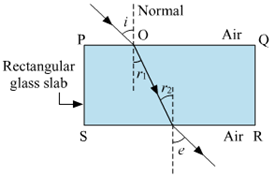 i Normal
P O Air Q
r1
Rectangular
glass slab
r2
S Air R
e